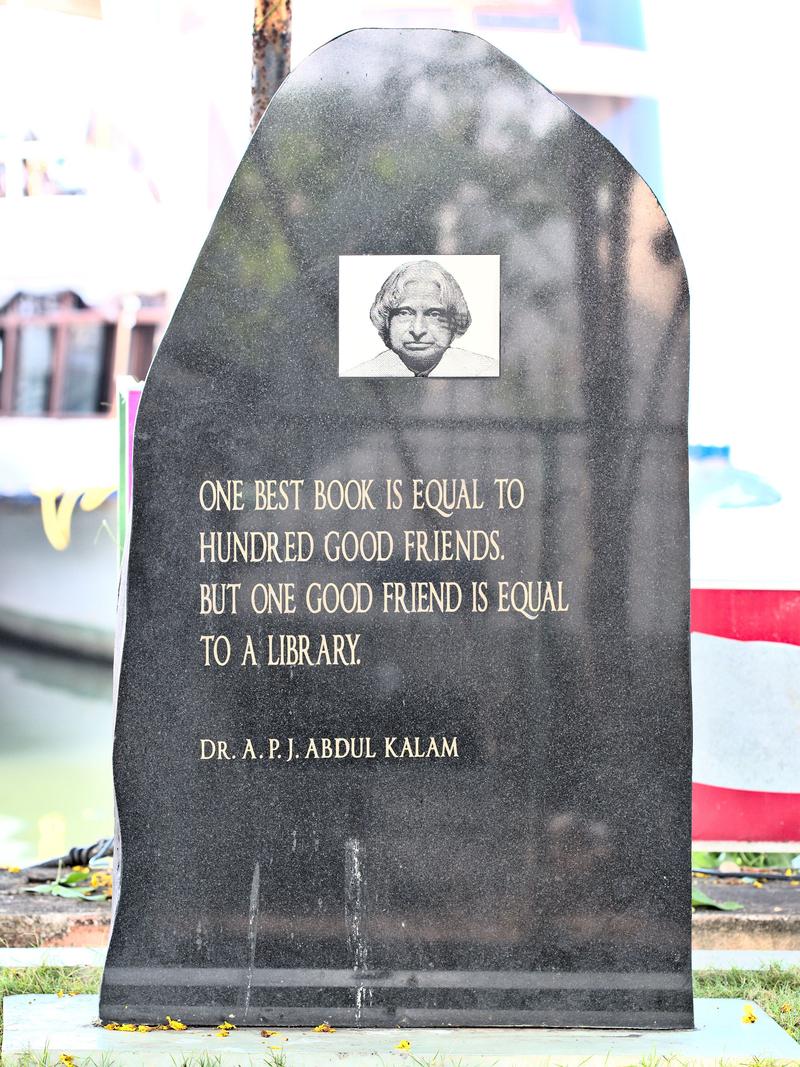 ONE BEST BOOK IS EQUAL TO
HUNDRED GOOD FRIENDS.
BUT ONE GOOD FRIEND IS EQUAL
TO A LIBRARY.
DR. A. P. J. ABDUL KALAM